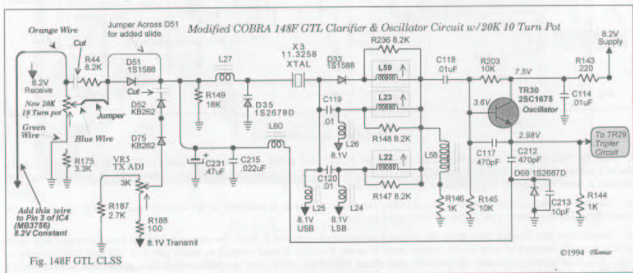 Modified COBRA 148F GTL Clarifier & Oscillator Circuit w/20K 10 Turn Pot
Orange Wire
Jumper Across D51
for added slide.
Cut
R44
8.2K
D51
1S1588
8.2V
Receive
New 20K
10 Turn pot
Jumper
Cut
D52
KB262
Green
Wire
Blue Wire
D75
KB262
R175
3.3K
VR5
TX ADJ
3K
R187
2.7K
R188
100
8.1V Transmit
Add this wire
to Pin 3 of IC4
(MB3756)
8.2V Constant
L27
R149
18K
D35
1S2678D
L60
C231
.47uF
C215
.022uF
X3
11.3258
XTAL
D33
1S1588
R236 8.2K
L59
L23
R148 8.2K
L22
R147 8.2K
C119
.01
L26
8.1V
C120
.01
L25
L24
8.1V
USB
8.1V
LSB
L58
R146
1K
C118
.01uF
R203
10K
7.5V
3.6V
TR30
2SC1675
Oscillator
2.98V
C117
470pF
C212
470pF
R145
10K
D69 1S2687D
C213
10pF
R144
1K
8.2V
Supply
R143
220
C114
.01uF
To TR29
Tripler
Circuit
Fig. 148F GTL CLSS
©1994 Thomas